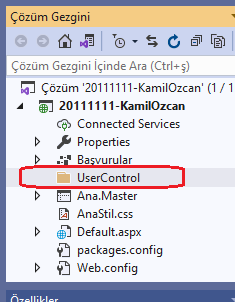 Çözüm Gezgini
Çözüm Gezgini İçinde Ara (Ctrl+ş)
Çözüm '20111111-KamilOzcan' (1 / 1
20111111-KamilOzcan
Connected Services
Properties
Başvurular
UserControl
Ana.Master
AnaStil.css
Default.aspx
packages.config
Web.config
Özellikler